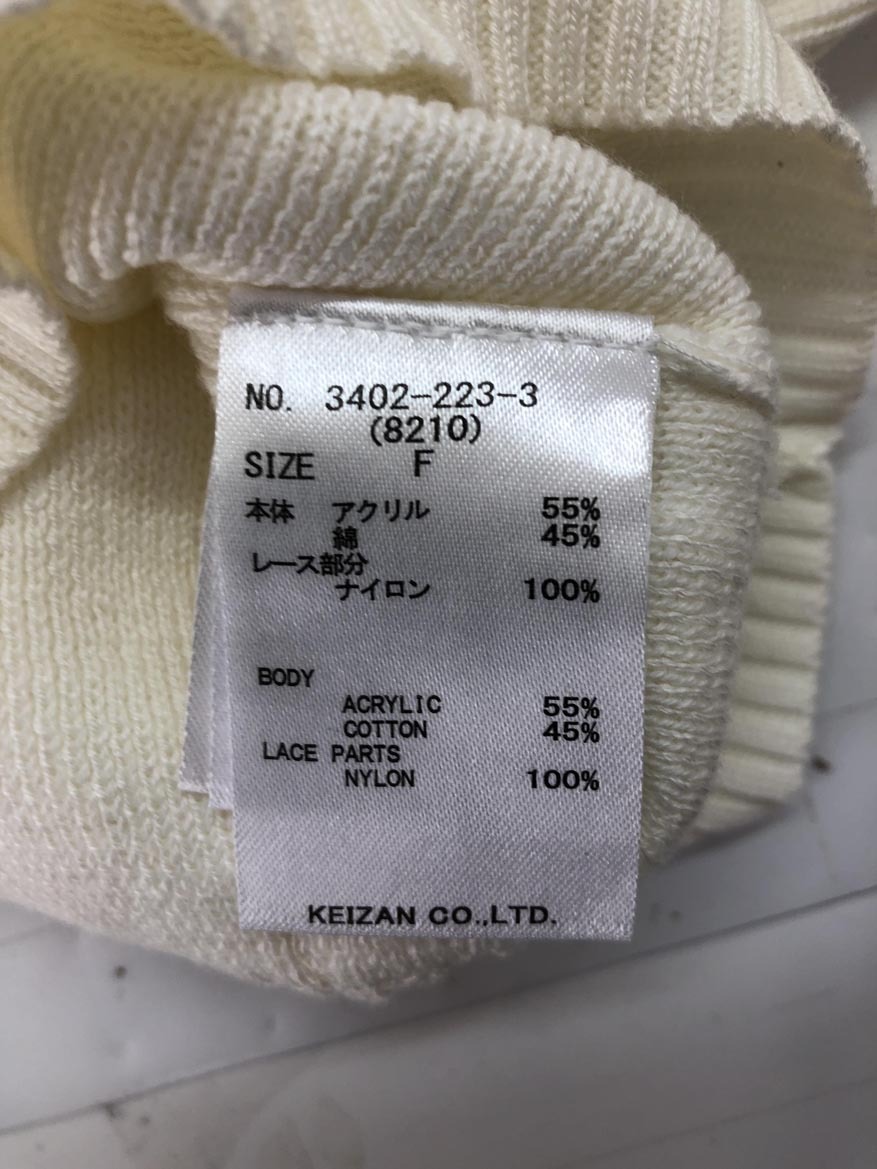 NO. 3402-223-3
(8210)
SIZE F
本体 アクリル 55%
綿 45%
レース部分
ナイロン 100%
BODY
ACRYLIC 55%
COTTON 45%
LACE PARTS
NYLON 100%
KEIZAN CO.,LTD.